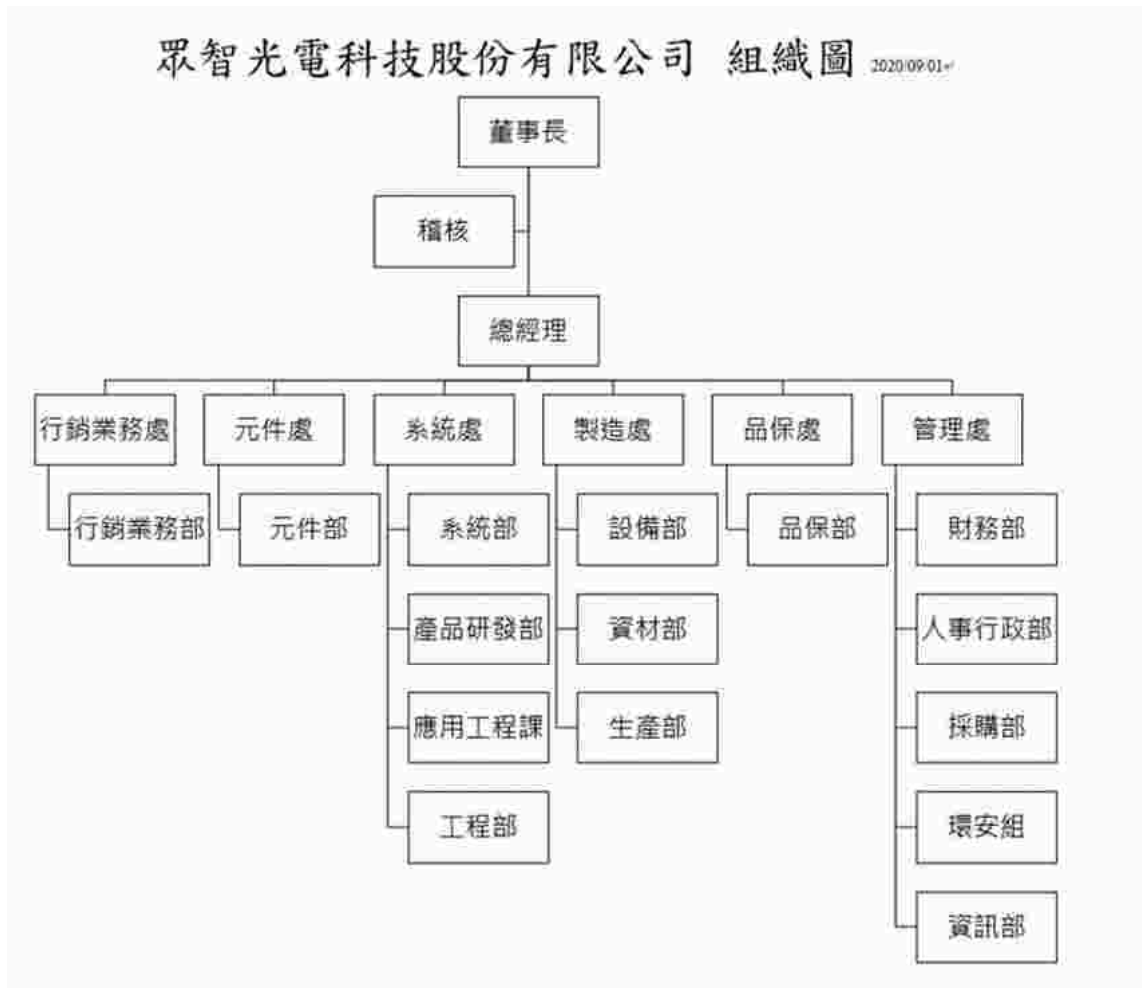 眾智光電科技股份有限公司 組織圖 2020/09/01
董事長
稽核
總經理
行銷業務處 元件處 系統處 製造處 品保處 管理處
行銷業務部 元件部 系統部 設備部 品保部 財務部
產品研發部 資材部 人事行政部
應用工程課 生產部 採購部
工程部 環安組
資訊部